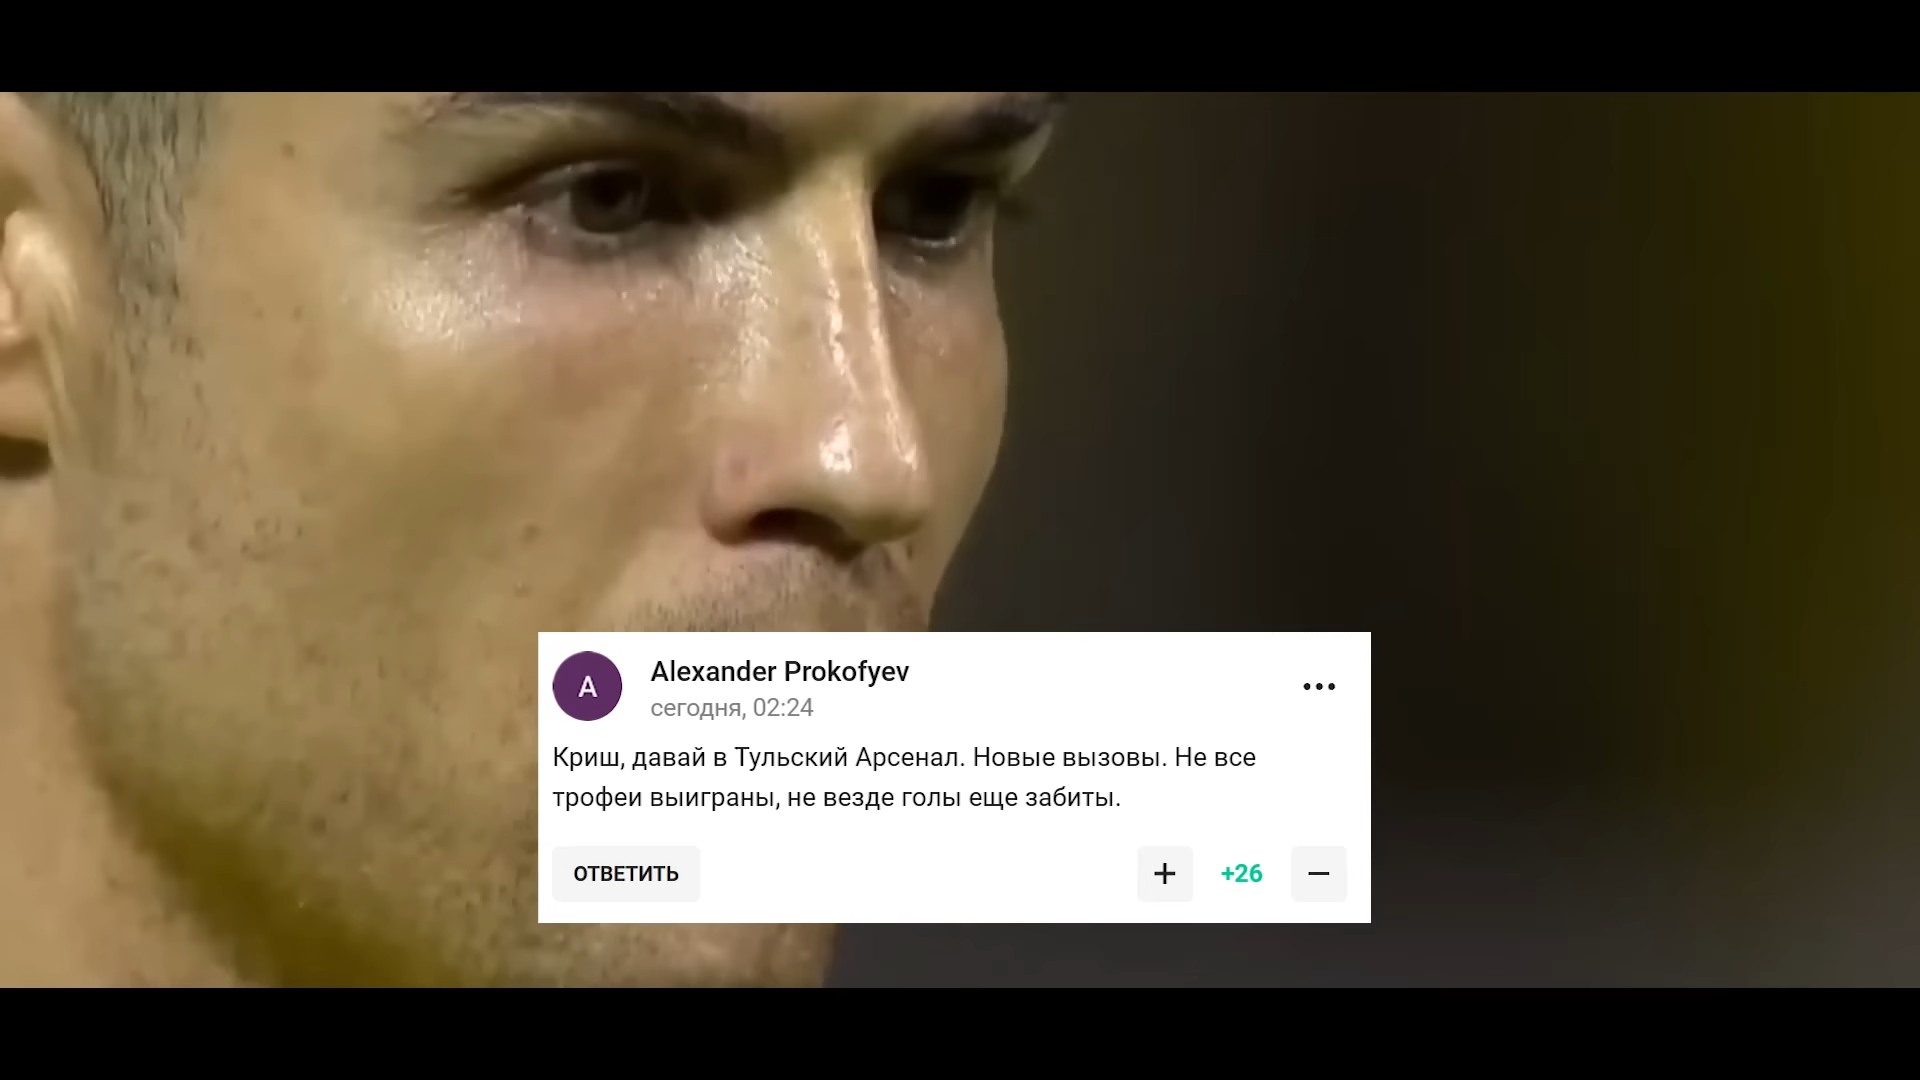 A
Alexander Prokofyev
сегодня, 02:24
Криш, давай в Тульский Арсенал. Новые вызовы. Не все
трофеи выиграны, не везде голы еще забиты.
ОТВЕТИТЬ
+ +26 −